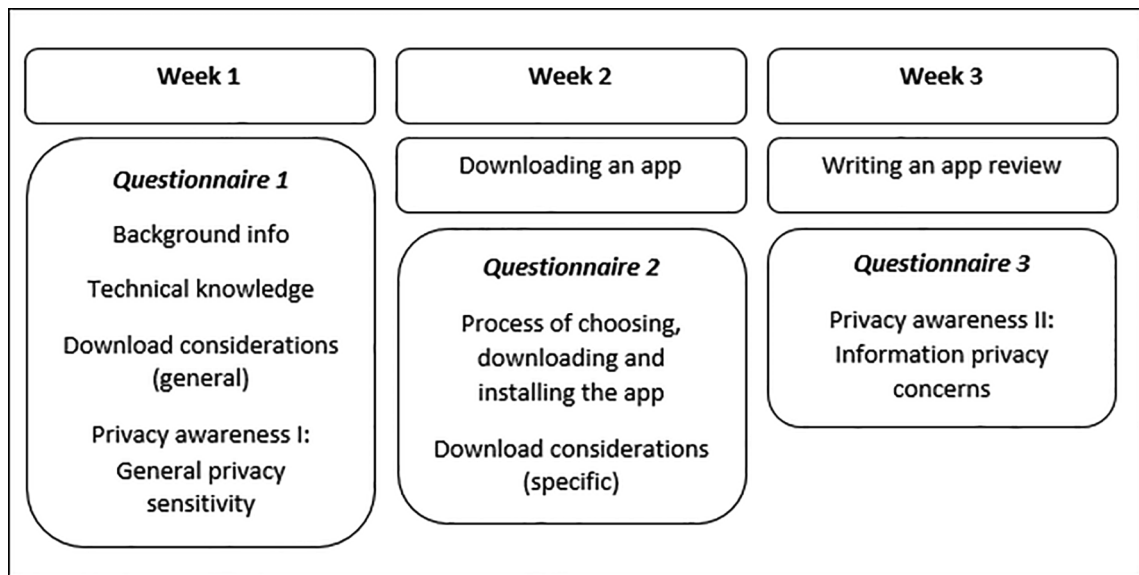 Week 1
Questionnaire 1
Background info
Technical knowledge
Download considerations
(general)
Privacy awareness I:
General privacy
sensitivity
Week 2
Downloading an app
Questionnaire 2
Process of choosing,
downloading and
installing the app
Download considerations
(specific)
Week 3
Writing an app review
Questionnaire 3
Privacy awareness II:
Information privacy
concerns